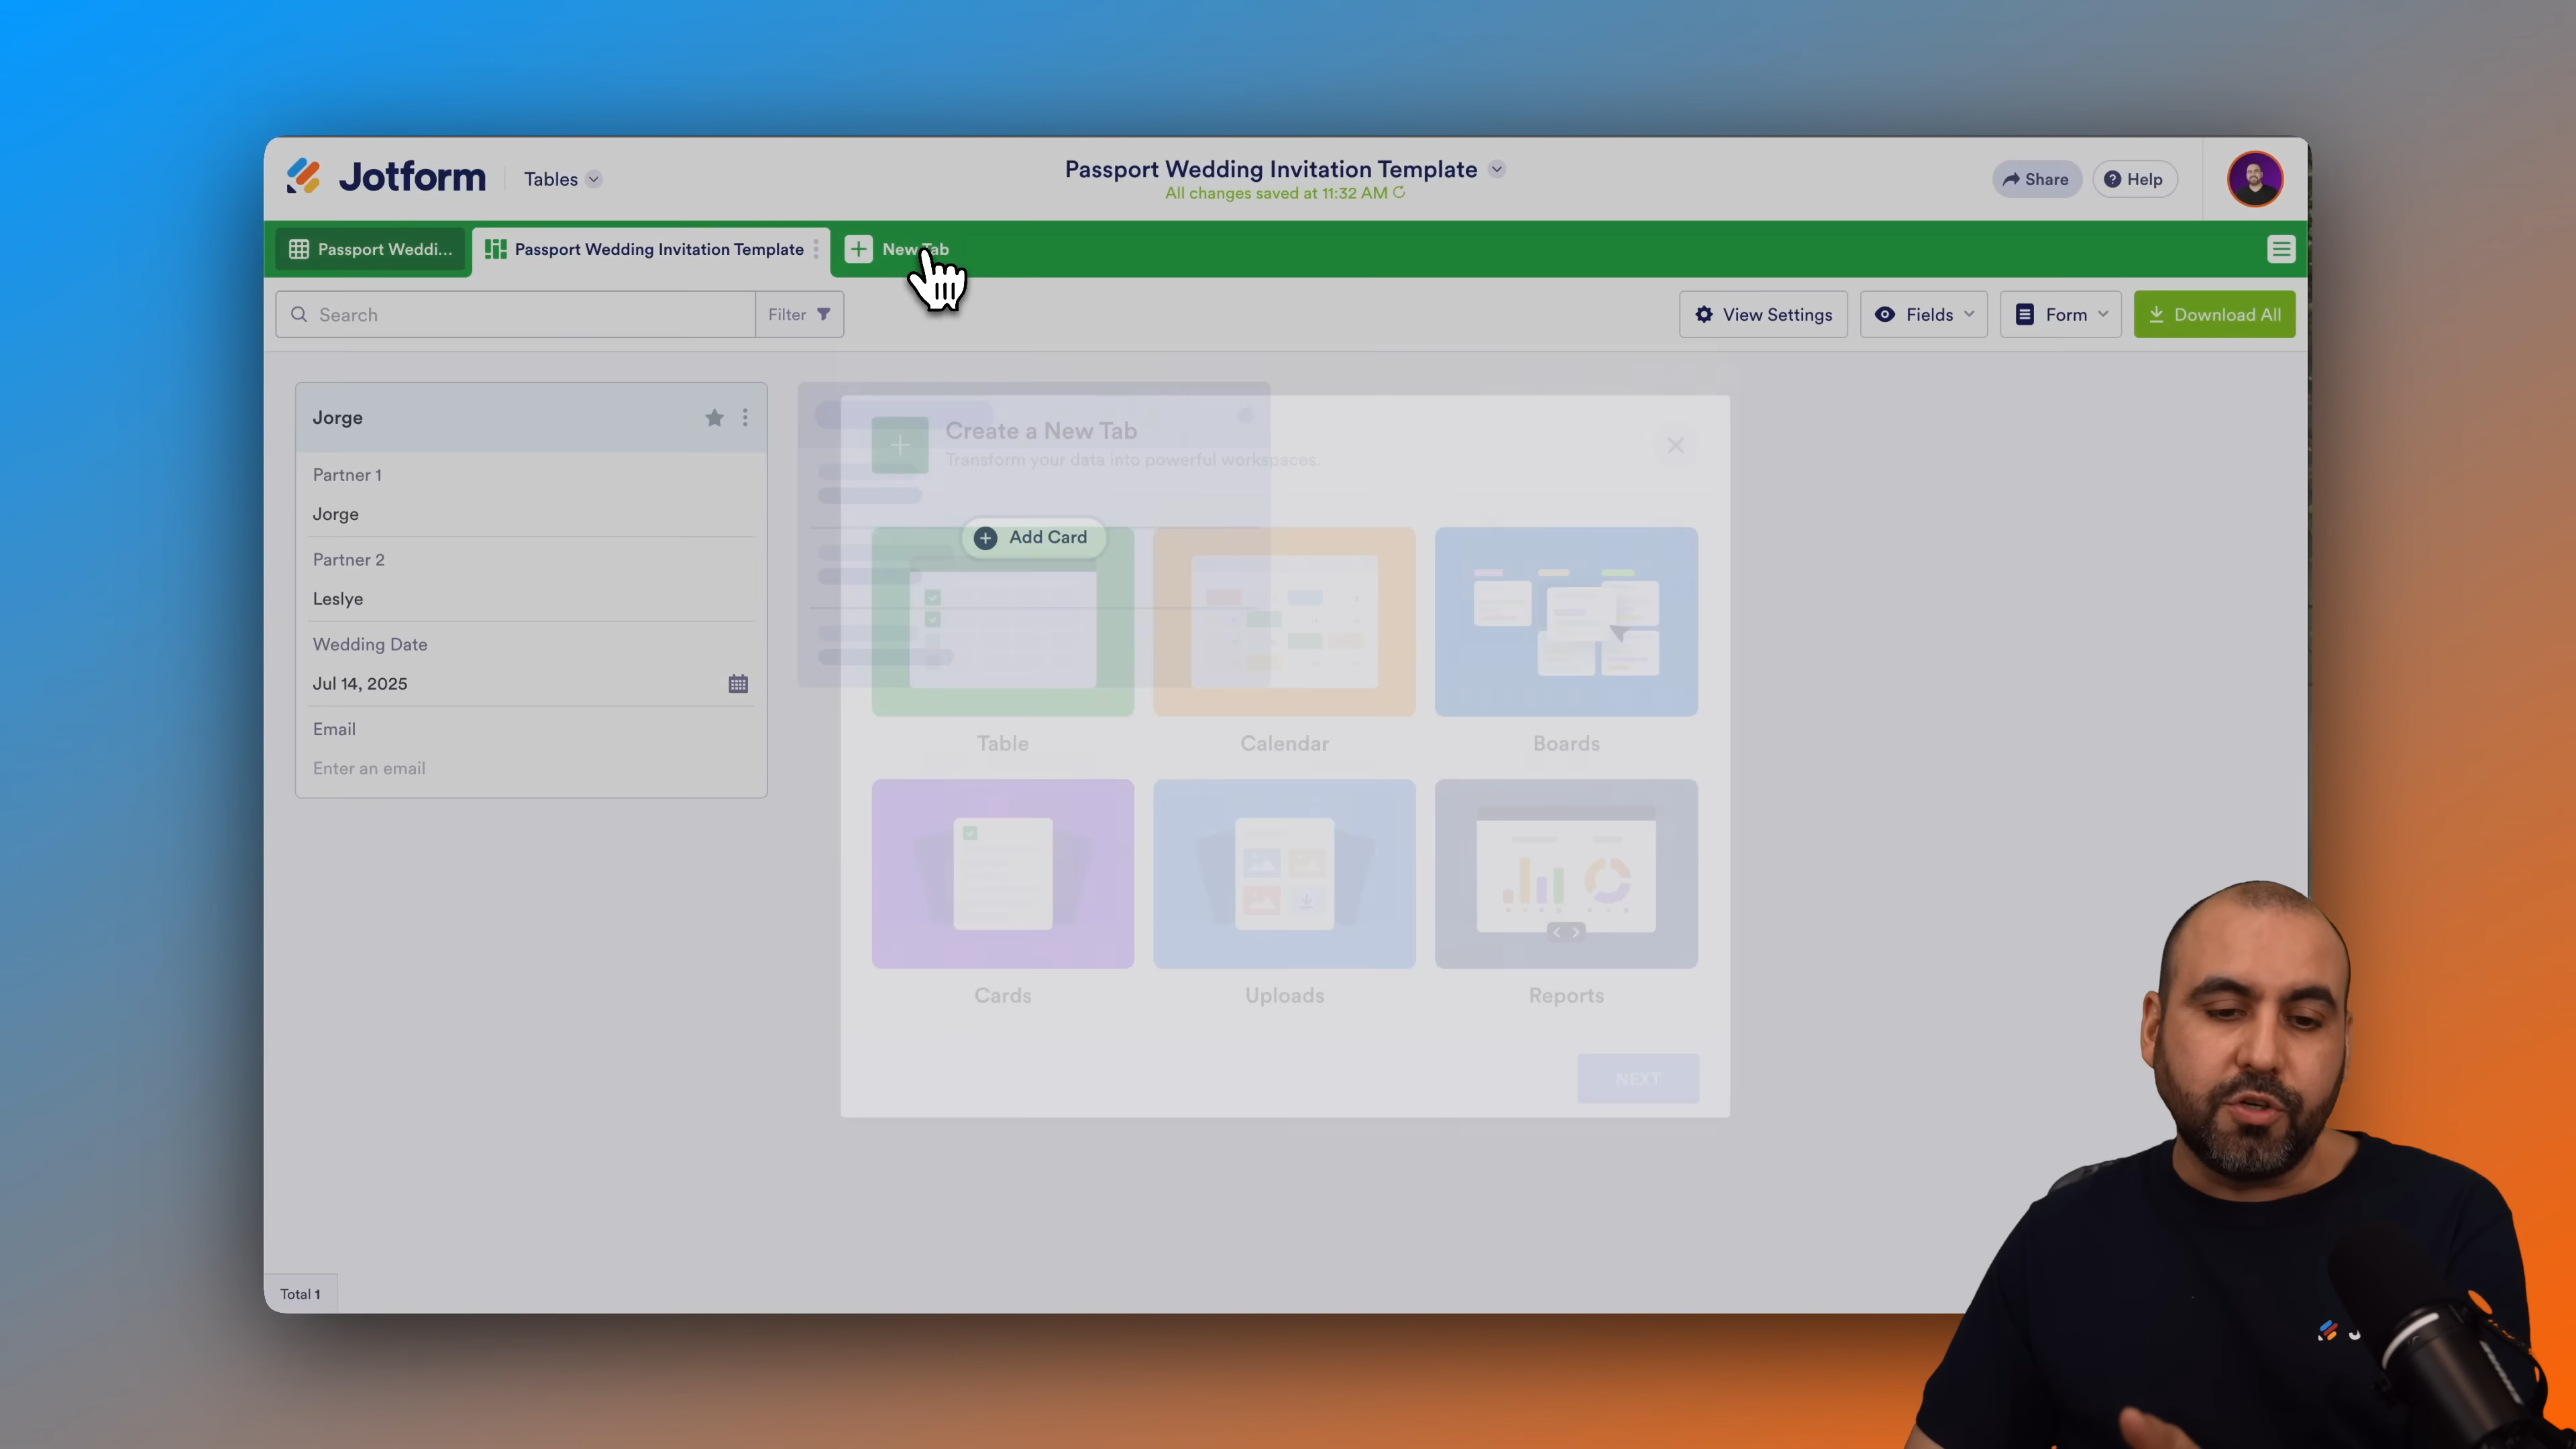 Jotform
Tables
Passport Wedding Invitation Template
All changes saved at 11:32 AM
Share
Help
Passport Weddi...
Passport Wedding Invitation Template
New Tab
Search
Filter
View Settings
Fields
Form
Download All
Jorge
Partner 1
Jorge
Partner 2
Leslye
Wedding Date
Jul 14, 2025
Email
Enter an email
Create a New Tab
Transform your data into powerful workspaces.
Add Card
Table
Calendar
Boards
Cards
Uploads
Reports
NEXT
Total 1